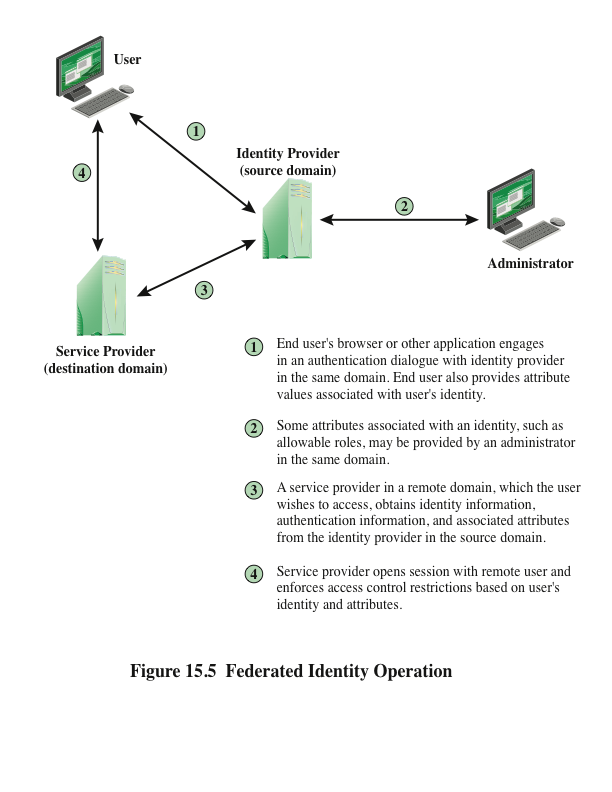 User
1
4
Identity Provider
(source domain)
2
Administrator
3
Service Provider
(destination domain)
1 End user's browser or other application engages
in an authentication dialogue with identity provider
in the same domain. End user also provides attribute
values associated with user's identity.
2 Some attributes associated with an identity, such as
allowable roles, may be provided by an administrator
in the same domain.
3 A service provider in a remote domain, which the user
wishes to access, obtains identity information,
authentication information, and associated attributes
from the identity provider in the source domain.
4 Service provider opens session with remote user and
enforces access control restrictions based on user's
identity and attributes.
Figure 15.5 Federated Identity Operation